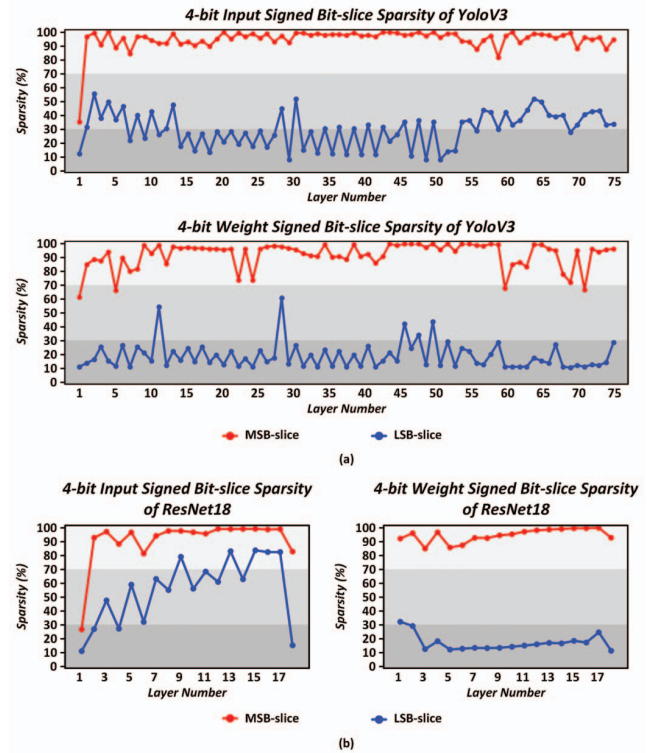 4-bit Input Signed Bit-slice Sparsity of YoloV3
Sparsity (%)
100
90
80
70
60
50
40
30
20
10
0
1 5 10 15 20 25 30 35 40 45 50 55 60 65 70 75
Layer Number
4-bit Weight Signed Bit-slice Sparsity of YoloV3
Sparsity (%)
100
90
80
70
60
50
40
30
20
10
0
1 5 10 15 20 25 30 35 40 45 50 55 60 65 70 75
Layer Number
MSB-slice LSB-slice
(a)
4-bit Input Signed Bit-slice Sparsity
of ResNet18
Sparsity (%)
100
90
80
70
60
50
40
30
20
10
0
1 3 5 7 9 11 13 15 17
Layer Number
4-bit Weight Signed Bit-slice Sparsity
of ResNet18
Sparsity (%)
100
90
80
70
60
50
40
30
20
10
0
1 3 5 7 9 11 13 15 17
Layer Number
MSB-slice LSB-slice
(b)